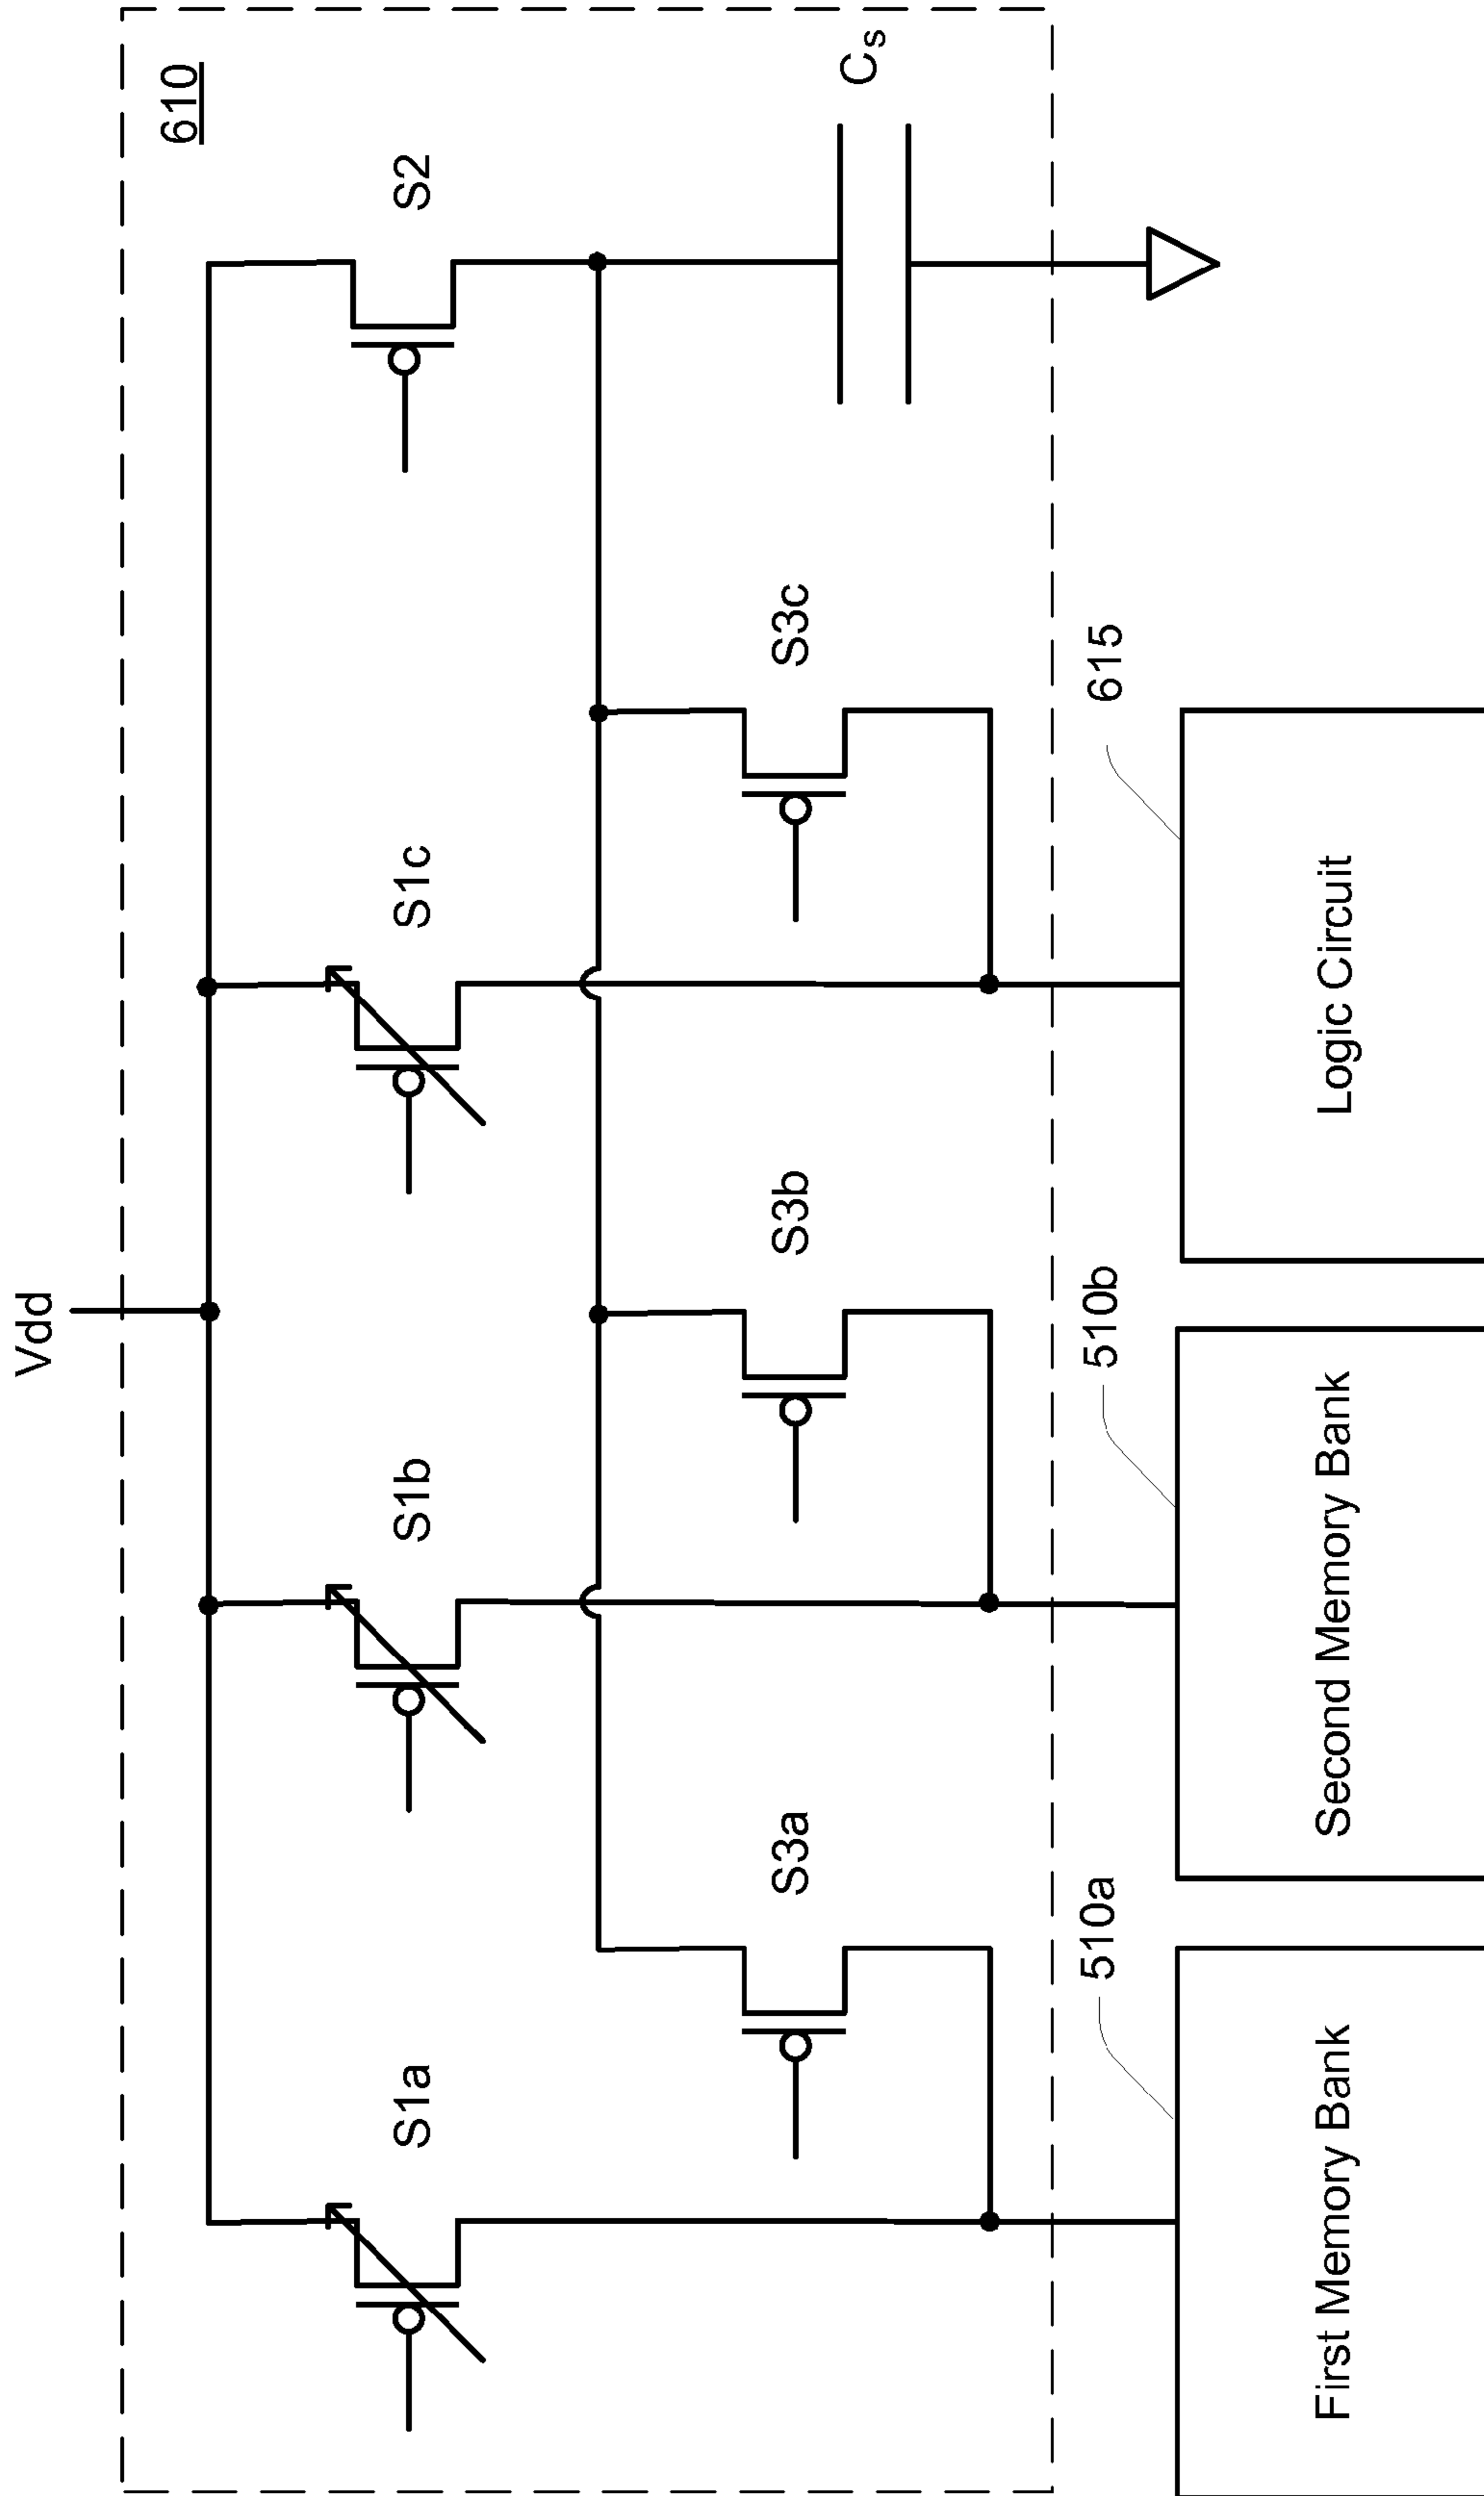 Vdd
610
S1a
S1b
S1c
S2
S3a
S3b
S3c
Cs
510a
510b
615
First Memory Bank
Second Memory Bank
Logic Circuit